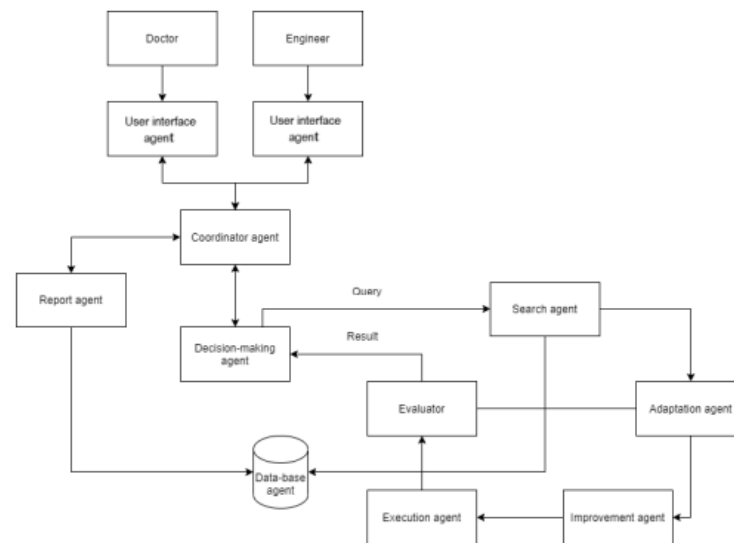 Doctor
Engineer
User interface
agent
User interface
agent
Coordinator agent
Report agent
Query
Search agent
Decision-making
agent
Result
Evaluator
Adaptation agent
Data-base
agent
Execution agent
Improvement agent